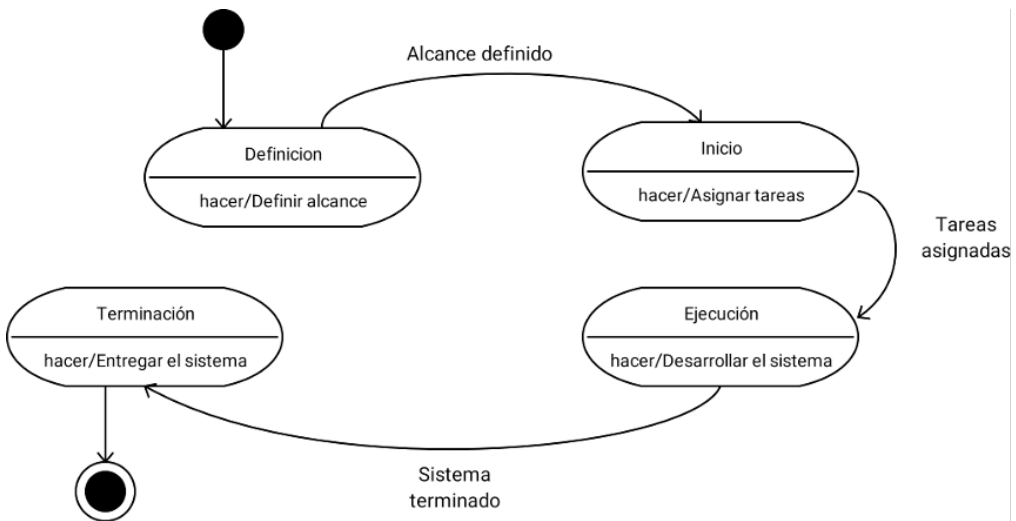 Alcance definido
Definicion
hacer/Definir alcance
Inicio
hacer/Asignar tareas
Tareas
asignadas
Terminación
hacer/Entregar el sistema
Ejecución
hacer/Desarrollar el sistema
Sistema
terminado